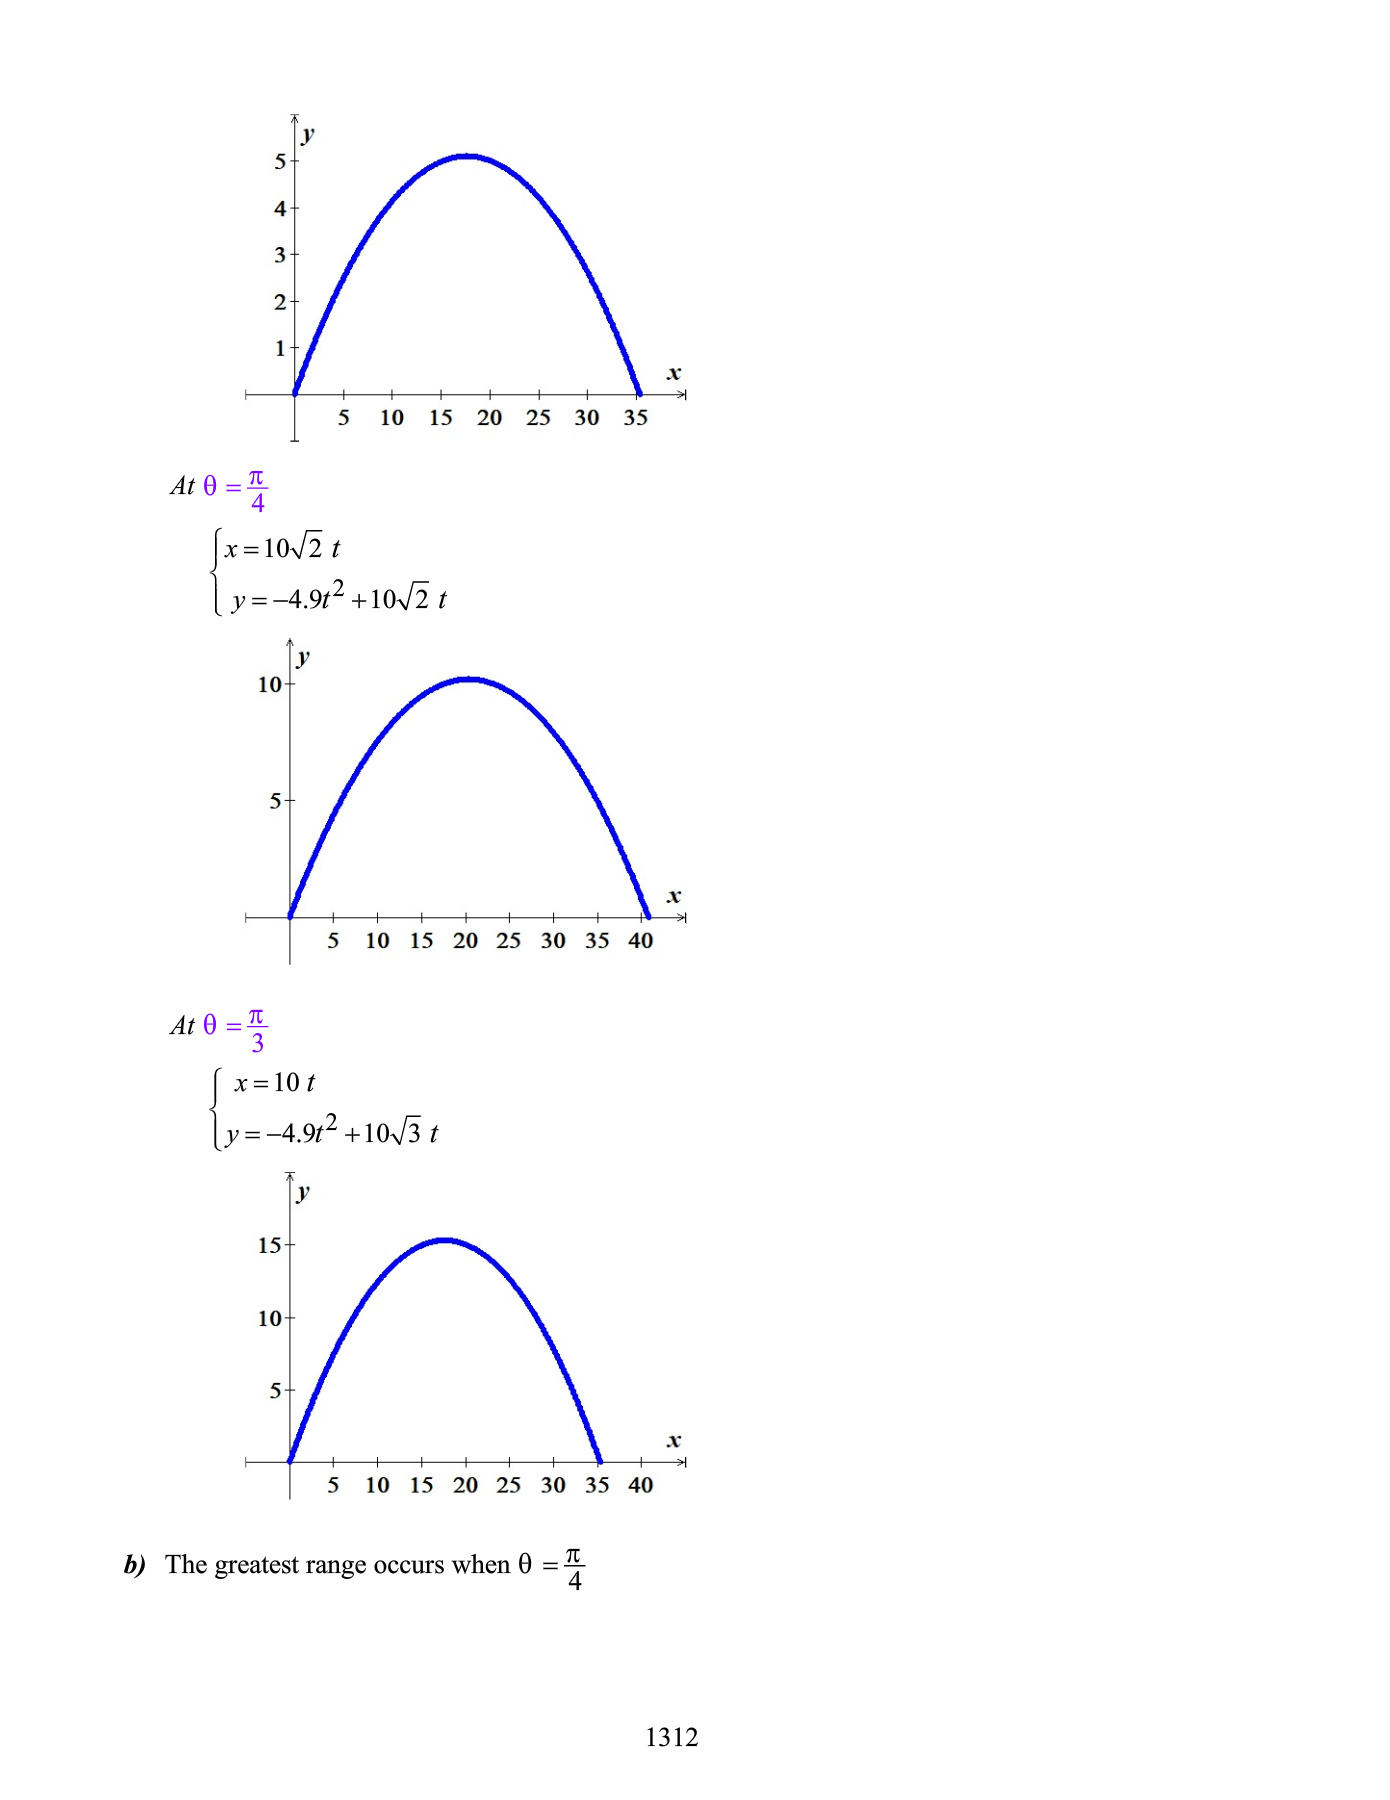 y
5
4
3
2
1
x
5 10 15 20 25 30 35
At θ = π/4
x = 10√2 t
y = −4.9t² + 10√2 t
y
10
5
x
5 10 15 20 25 30 35 40
At θ = π/3
x = 10 t
y = −4.9t² + 10√3 t
y
15
10
5
x
5 10 15 20 25 30 35 40
b) The greatest range occurs when θ = π/4
1312